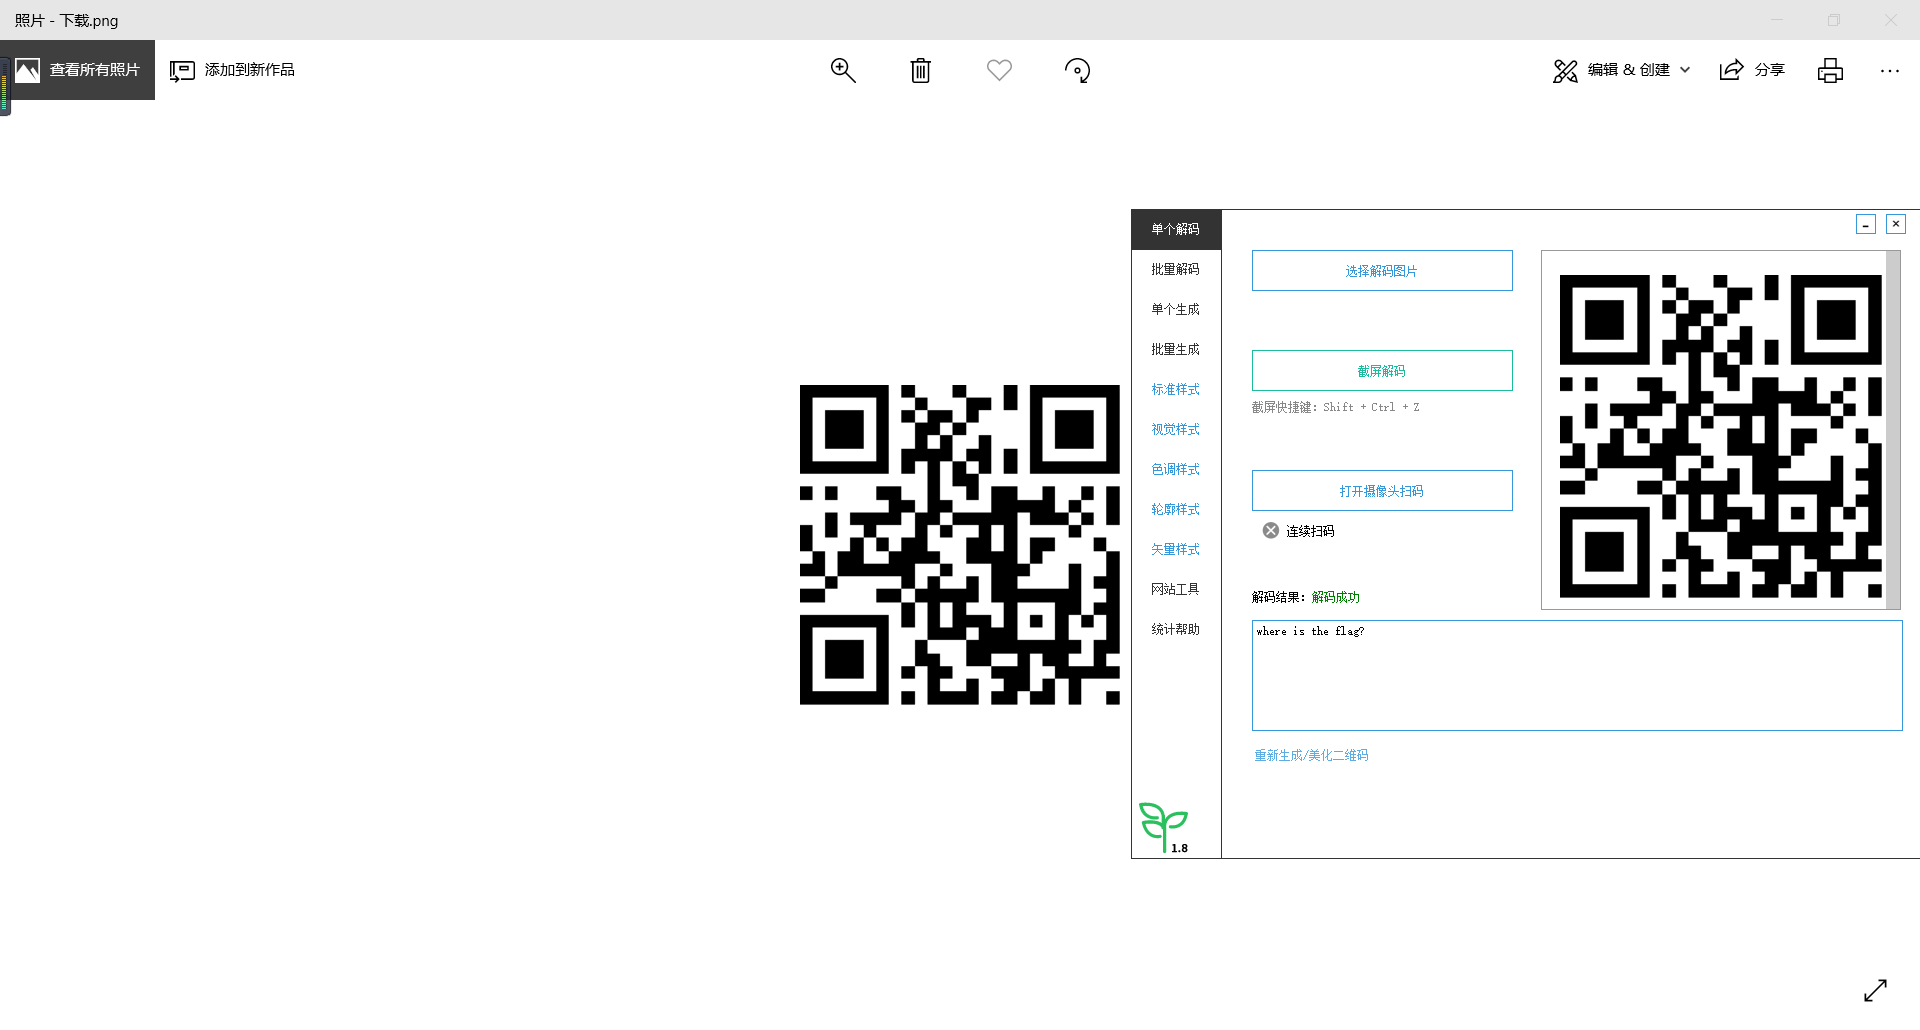 照片 - 下载.png
查看所有照片
添加到新作品
编辑 & 创建
分享
单个解码
批量解码
单个生成
批量生成
标准样式
视觉样式
色调样式
轮廓样式
矢量样式
网站工具
统计帮助
1.8
选择解码图片
截屏解码
截屏快捷键：Shift + Ctrl + Z
打开摄像头扫码
连续扫码
解码结果：解码成功
where is the flag?
重新生成/美化二维码